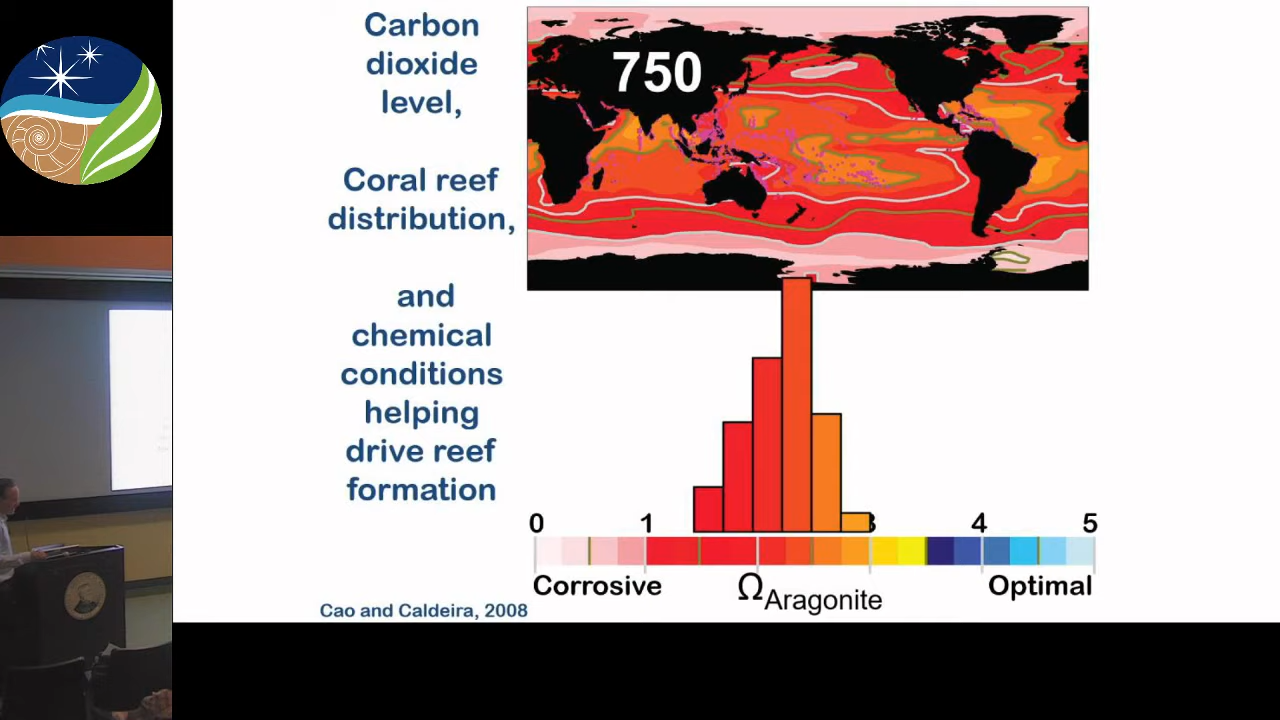 Carbon
dioxide
level,
Coral reef
distribution,
and
chemical
conditions
helping
drive reef
formation
750
0 1 3 4 5
Corrosive Ω Aragonite Optimal
Cao and Caldeira, 2008